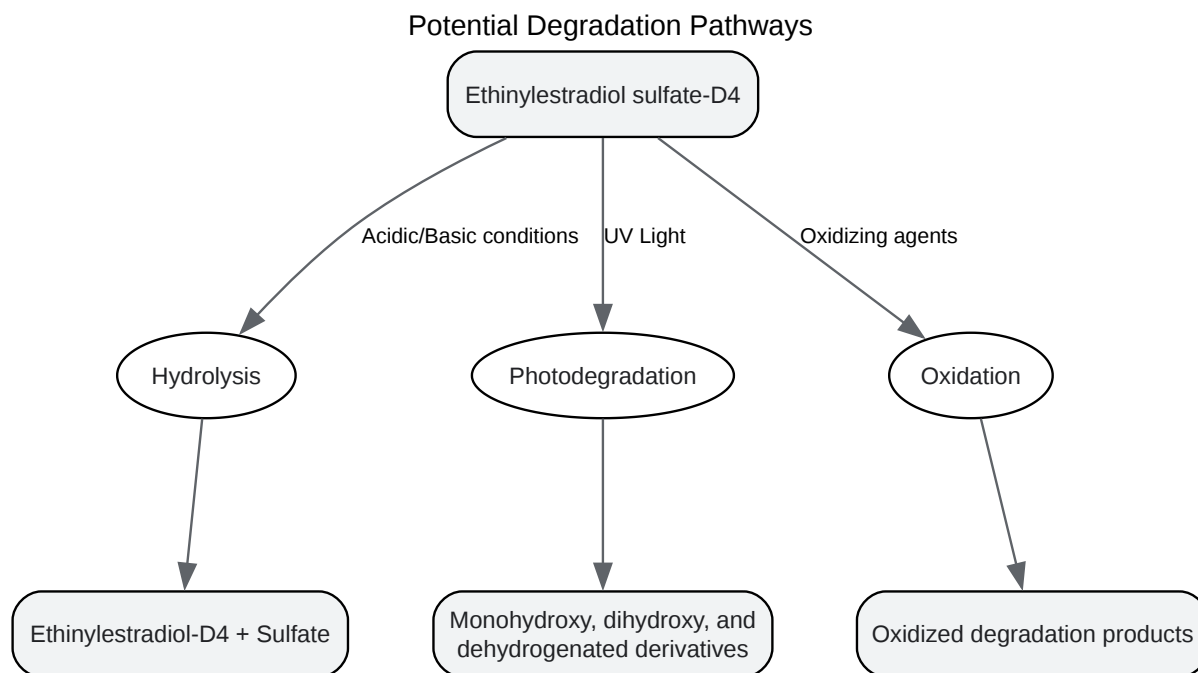 Potential Degradation Pathways
Ethinylestradiol sulfate-D4
Acidic/Basic conditions
UV Light
Oxidizing agents
Hydrolysis
Photodegradation
Oxidation
Ethinylestradiol-D4 + Sulfate
Monohydroxy, dihydroxy, and
dehydrogenated derivatives
Oxidized degradation products